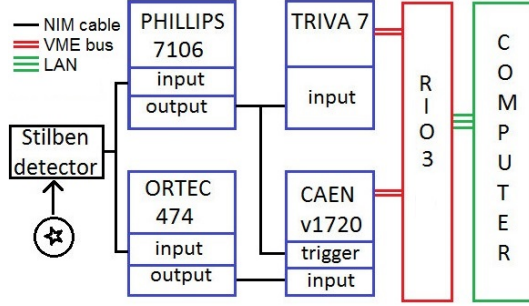 NIM cable
VME bus
LAN
PHILLIPS
7106
input
output
TRIVA 7
input
Stilben
detector
ORTEC
474
input
output
CAEN
v1720
trigger
input
RIO3
COMPUTER